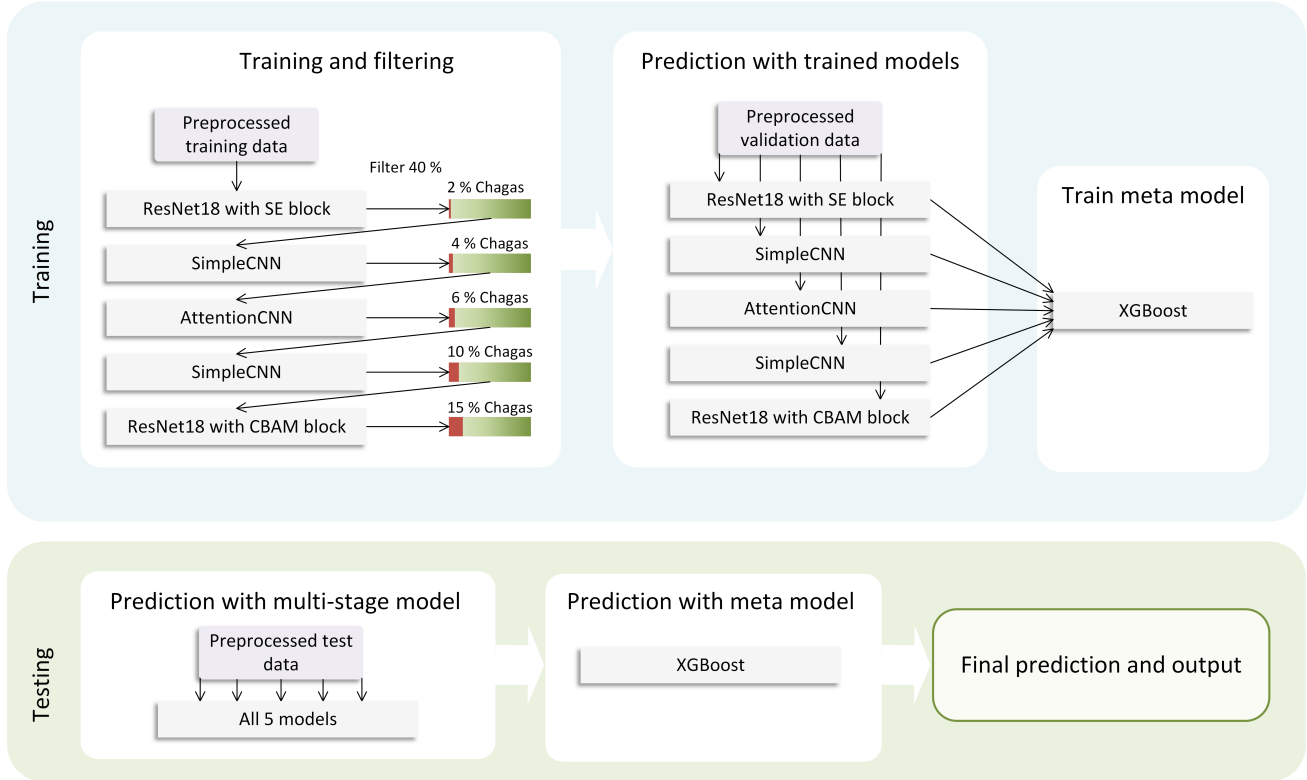 Training
Training and filtering
Preprocessed
training data
Filter 40 %
2 % Chagas
ResNet18 with SE block
4 % Chagas
SimpleCNN
6 % Chagas
AttentionCNN
10 % Chagas
SimpleCNN
15 % Chagas
ResNet18 with CBAM block
Prediction with trained models
Preprocessed
validation data
ResNet18 with SE block
SimpleCNN
AttentionCNN
SimpleCNN
ResNet18 with CBAM block
Train meta model
XGBoost
Testing
Prediction with multi-stage model
Preprocessed test
data
All 5 models
Prediction with meta model
XGBoost
Final prediction and output